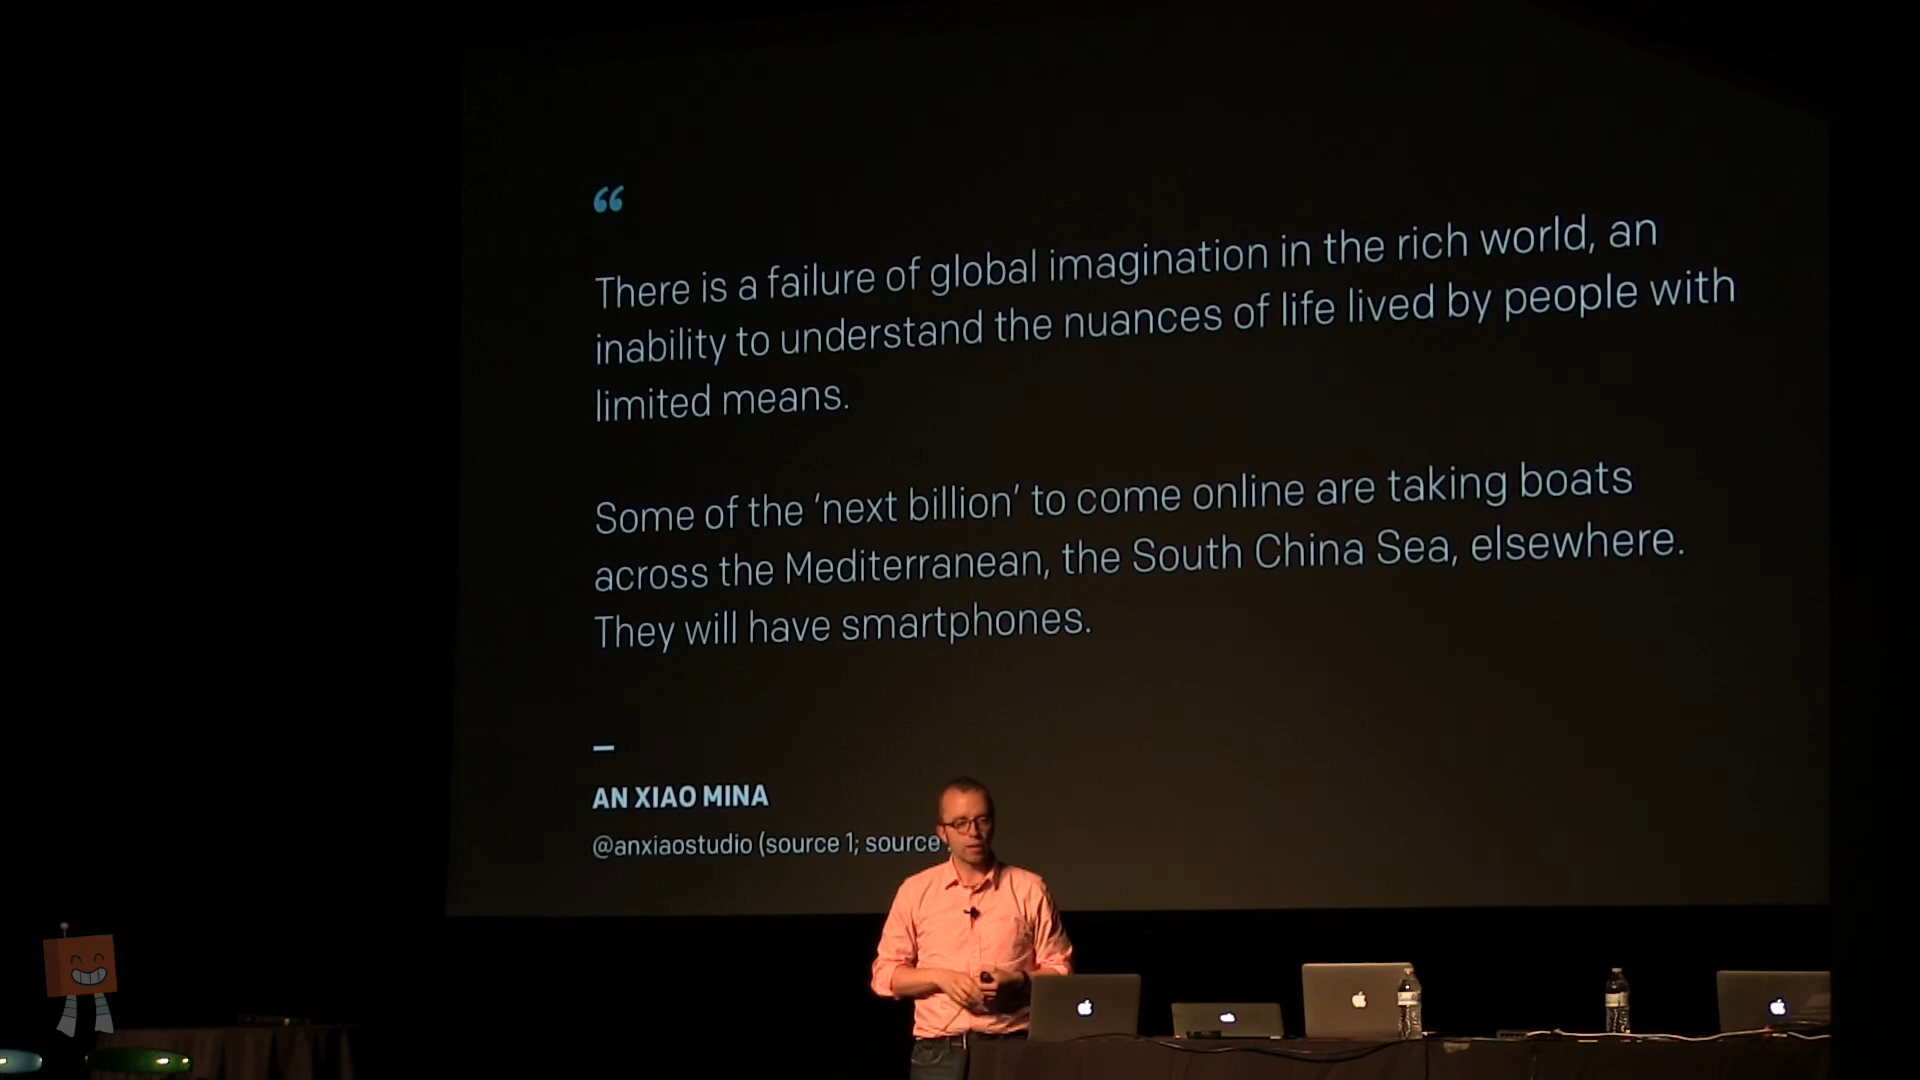 “
There is a failure of global imagination in the rich world, an
inability to understand the nuances of life lived by people with
limited means.
Some of the ‘next billion’ to come online are taking boats
across the Mediterranean, the South China Sea, elsewhere.
They will have smartphones.
—
AN XIAO MINA
@anxiaostudio (source 1; source